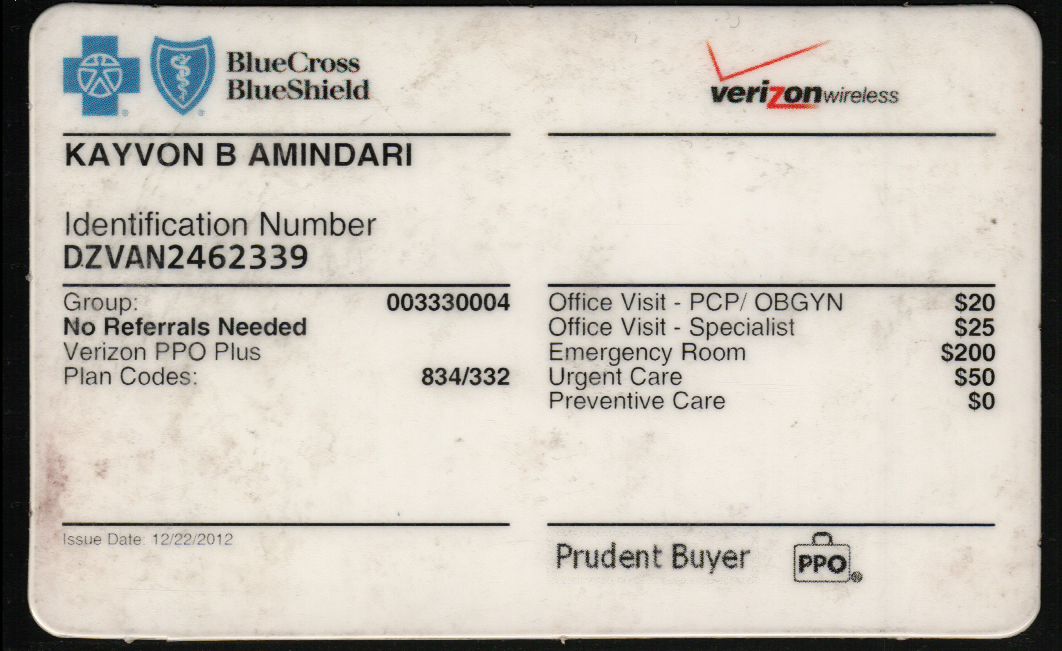 BlueCross
BlueShield
verizonwireless
KAYVON B AMINDARI
Identification Number
DZVAN2462339
Group: 003330004
No Referrals Needed
Verizon PPO Plus
Plan Codes: 834/332
Office Visit - PCP/ OBGYN $20
Office Visit - Specialist $25
Emergency Room $200
Urgent Care $50
Preventive Care $0
Issue Date: 12/22/2012
Prudent Buyer
PPO®